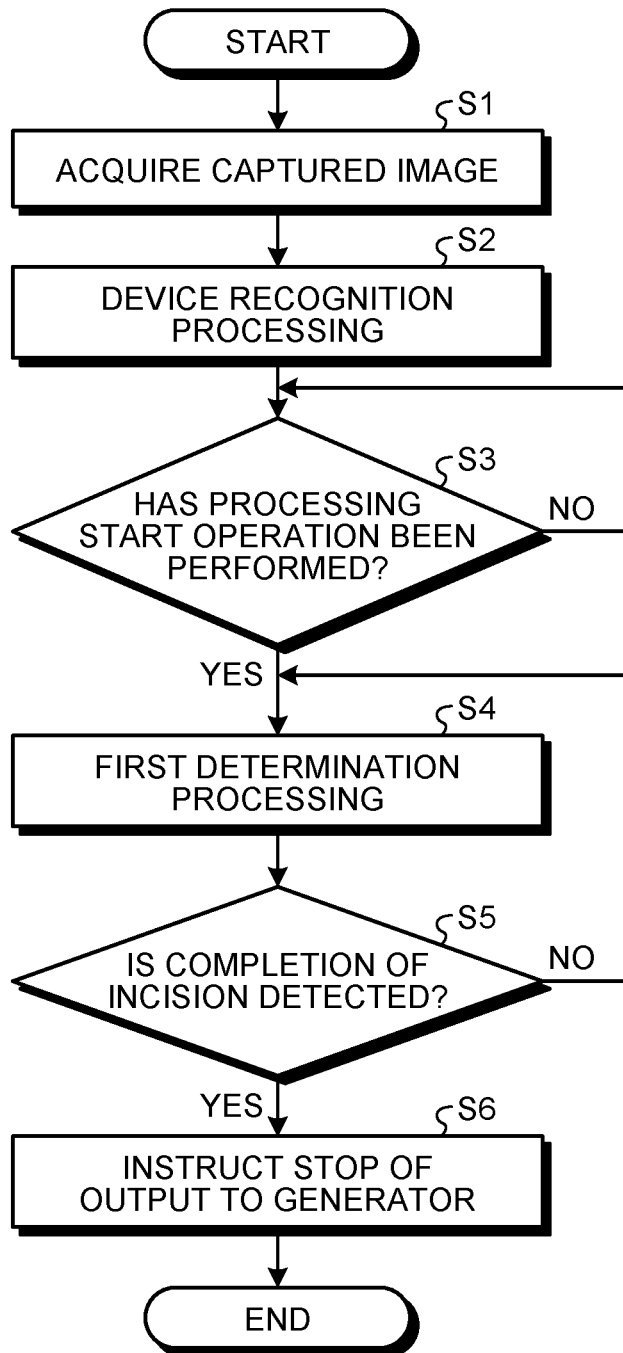 START
S1
ACQUIRE CAPTURED IMAGE
S2
DEVICE RECOGNITION
PROCESSING
S3
HAS PROCESSING
START OPERATION BEEN
PERFORMED?
NO
YES
S4
FIRST DETERMINATION
PROCESSING
S5
IS COMPLETION OF
INCISION DETECTED?
NO
YES
S6
INSTRUCT STOP OF
OUTPUT TO GENERATOR
END